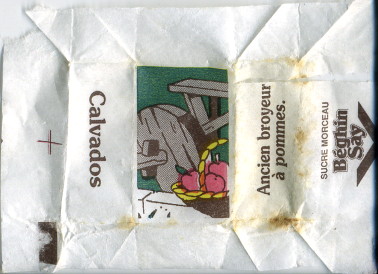 Calvados
Ancien broyeur
à pommes.
SUCRE MORCEAU
Béghin
Say